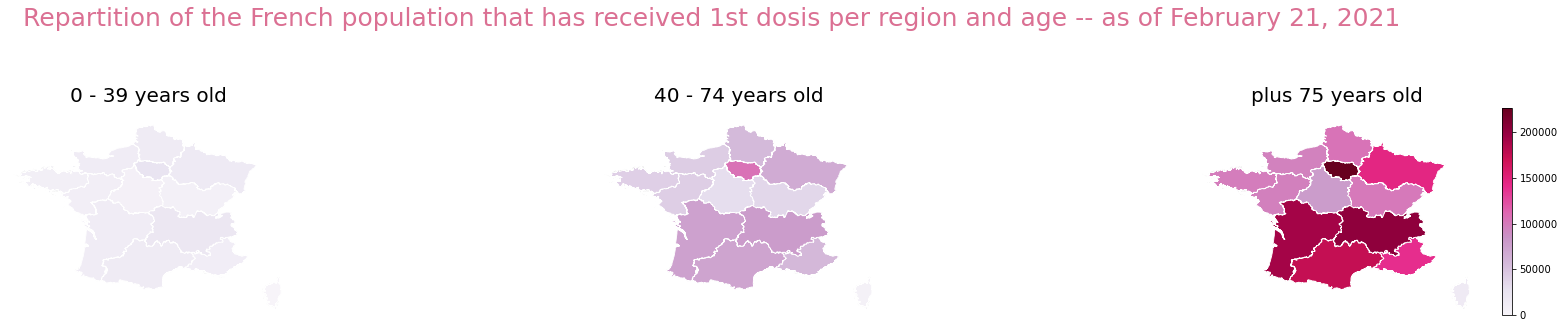 Repartition of the French population that has received 1st dosis per region and age -- as of February 21, 2021
0 - 39 years old
40 - 74 years old
plus 75 years old
200000
150000
100000
50000
0